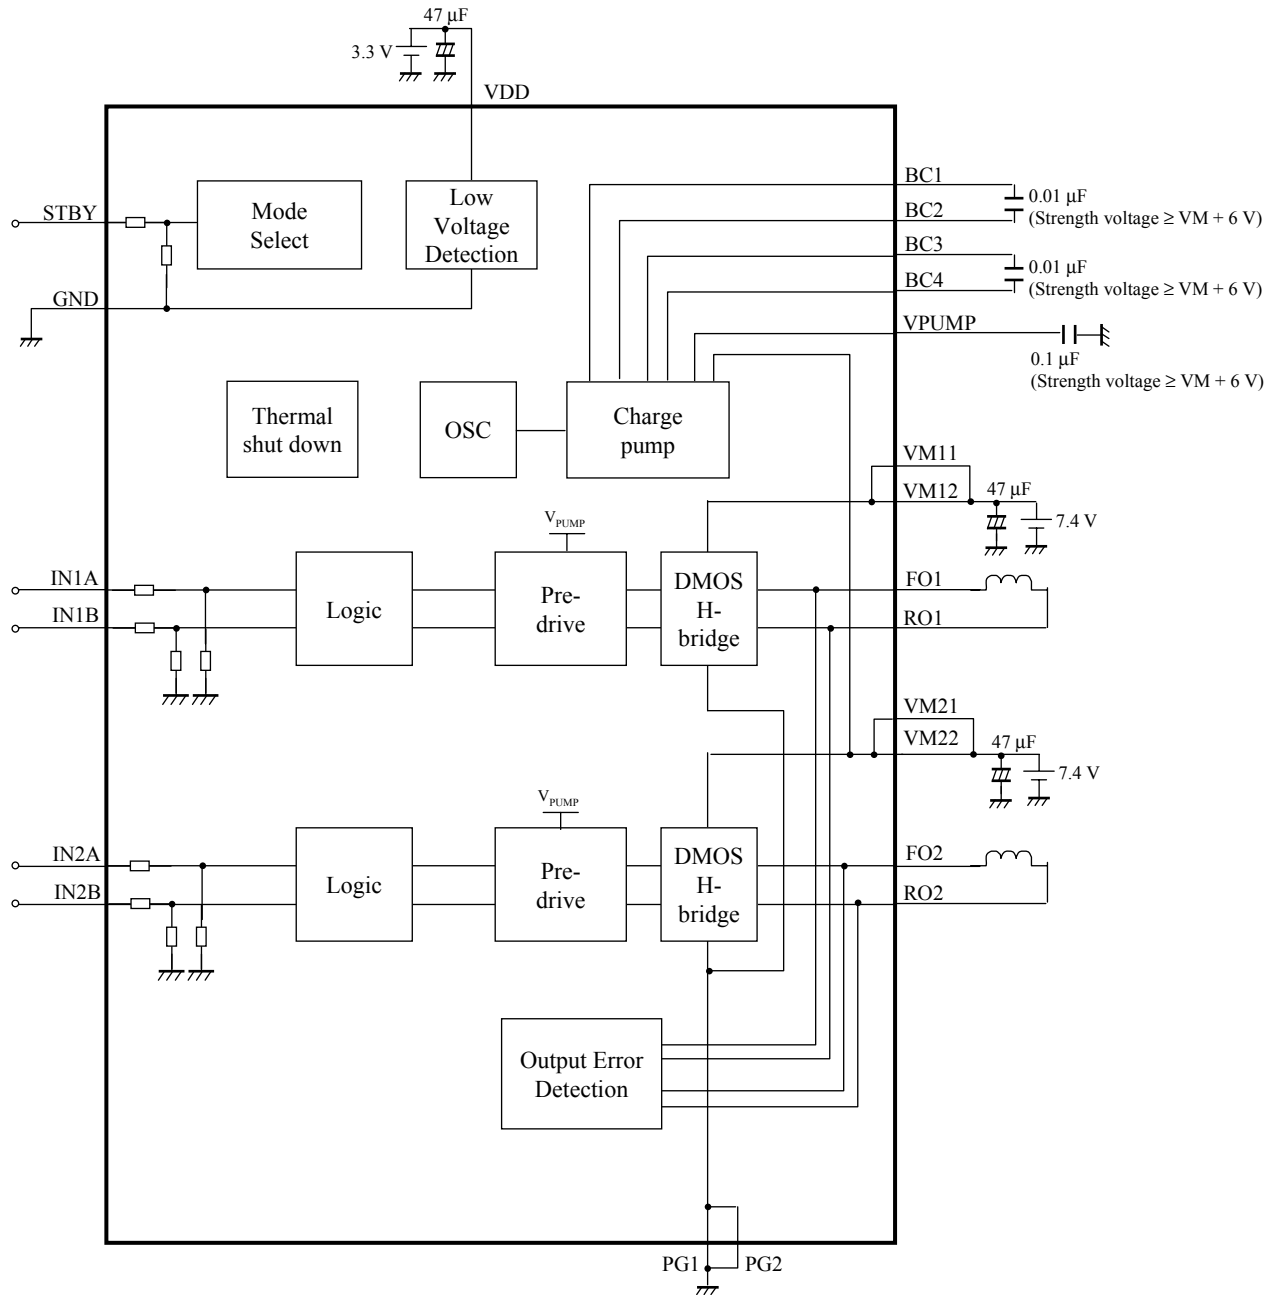 47 µF
3.3 V
VDD
BC1
Low
Voltage
Detection
Mode
Select
0.01 µF
(Strength voltage ≥ VM + 6 V)
STBY
BC2
BC3
0.01 µF
(Strength voltage ≥ VM + 6 V)
BC4
GND
VPUMP
0.1 µF
(Strength voltage ≥ VM + 6 V)
Thermal
shut down
OSC
Charge
pump
VM11
VM12
47 µF
7.4 V
VPUMP
IN1A
IN1B
Logic
Pre-
drive
DMOS
H-
bridge
FO1
RO1
VM21
VM22
47 µF
7.4 V
VPUMP
IN2A
IN2B
Logic
Pre-
drive
DMOS
H-
bridge
FO2
RO2
Output Error
Detection
PG1
PG2